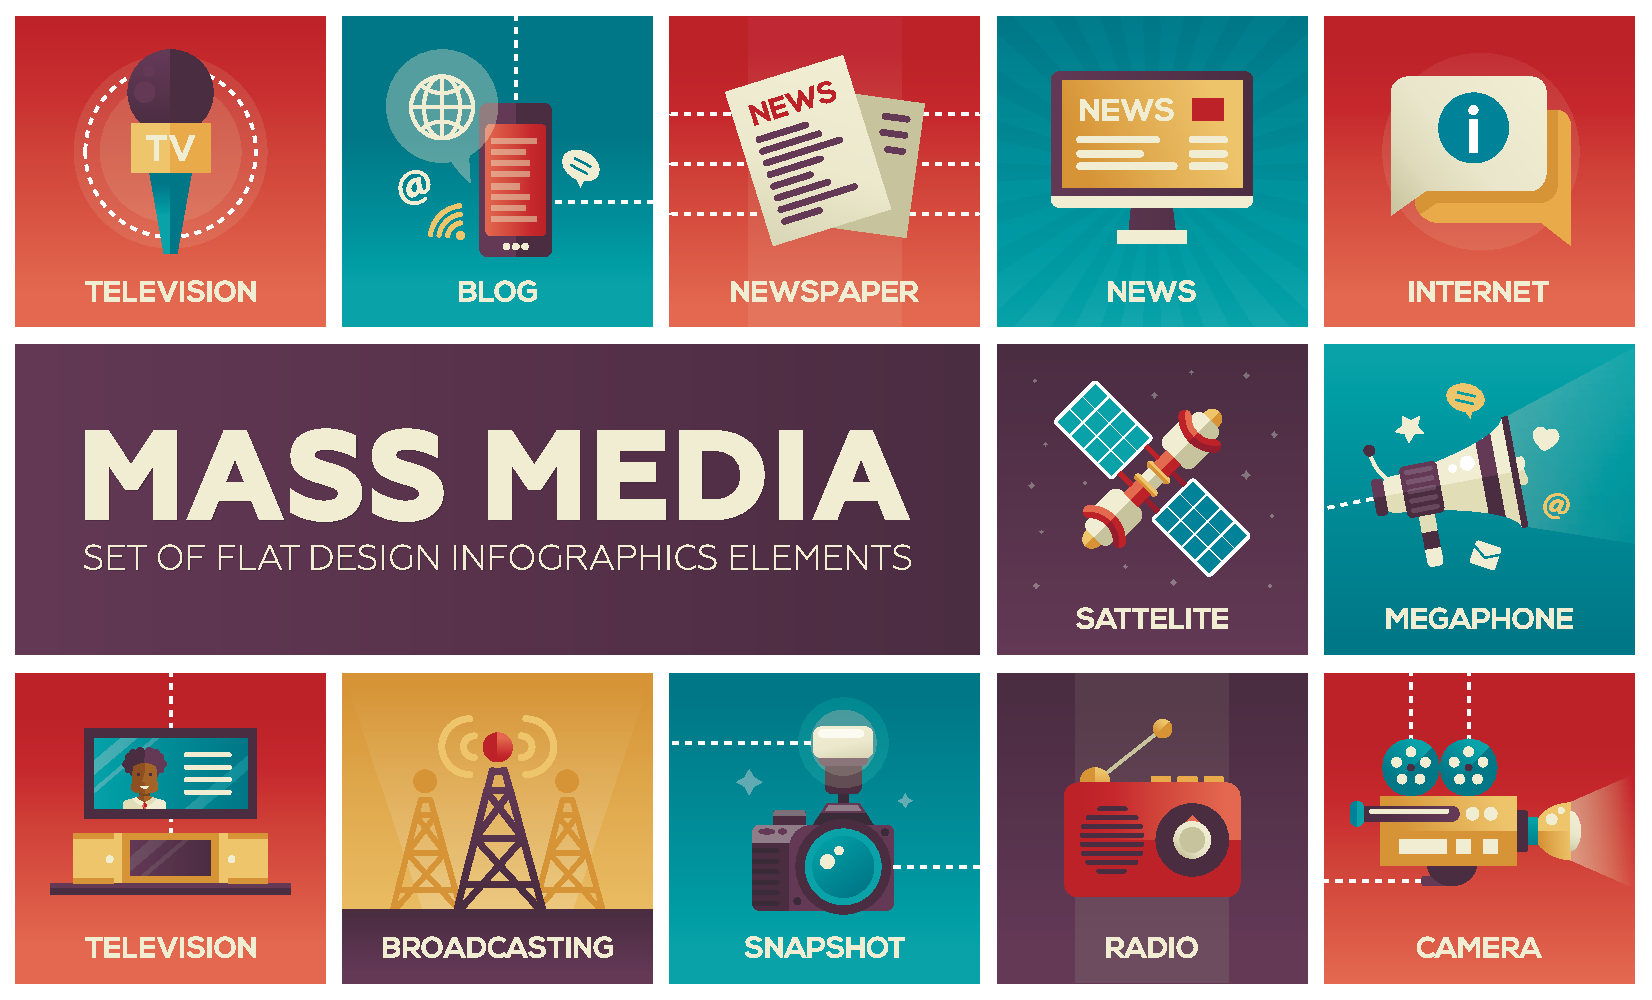 TV
TELEVISION
@
BLOG
NEWS
NEWSPAPER
NEWS
NEWS
i
INTERNET
MASS MEDIA
SET OF FLAT DESIGN INFOGRAPHICS ELEMENTS
SATTELITE
@
MEGAPHONE
TELEVISION
BROADCASTING
SNAPSHOT
RADIO
CAMERA